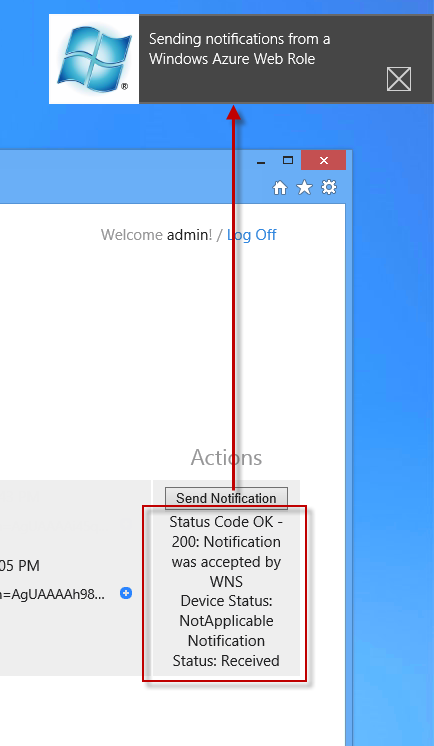 Sending notifications from a
Windows Azure Web Role
®
Welcome admin! / Log Off
Actions
Send Notification
Status Code OK -
200: Notification
was accepted by
WNS
Device Status:
NotApplicable
Notification
Status: Received
05 PM
n=AgUAAAAh98...